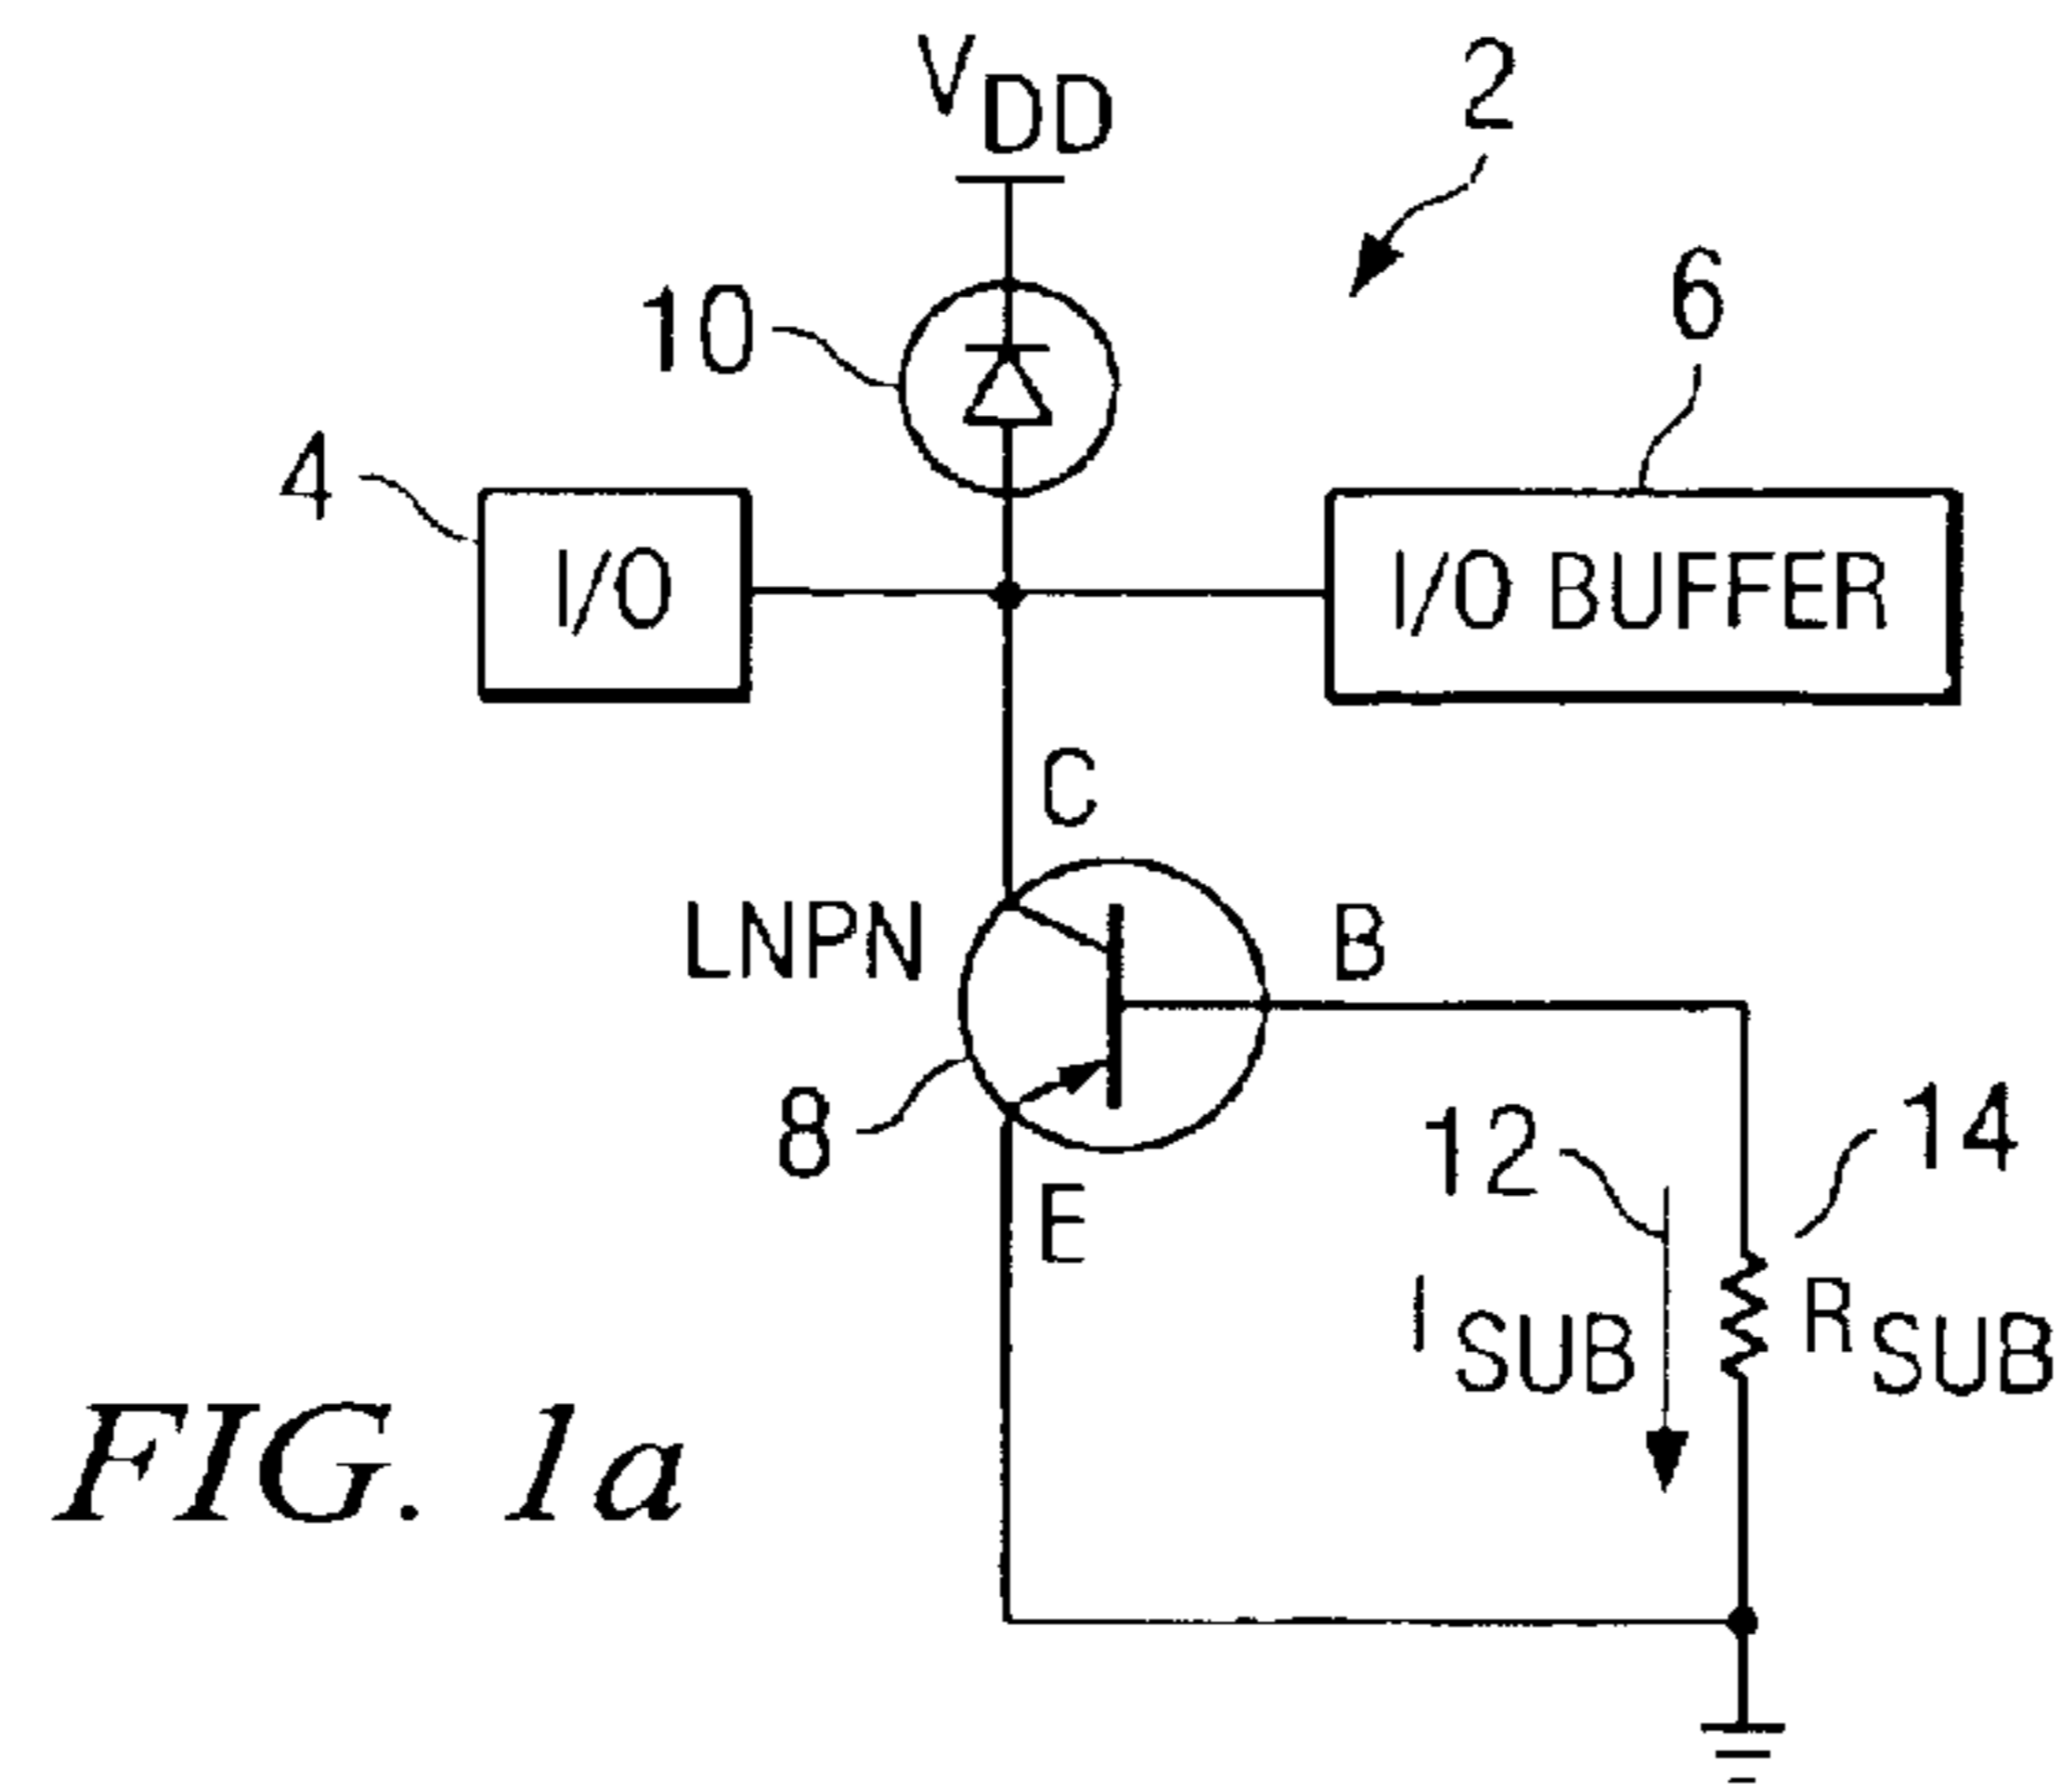 VDD
2
10
6
4
I/O
I/O BUFFER
C
LNPN
B
8
E
12
14
ISUB
RSUB
FIG. 1a